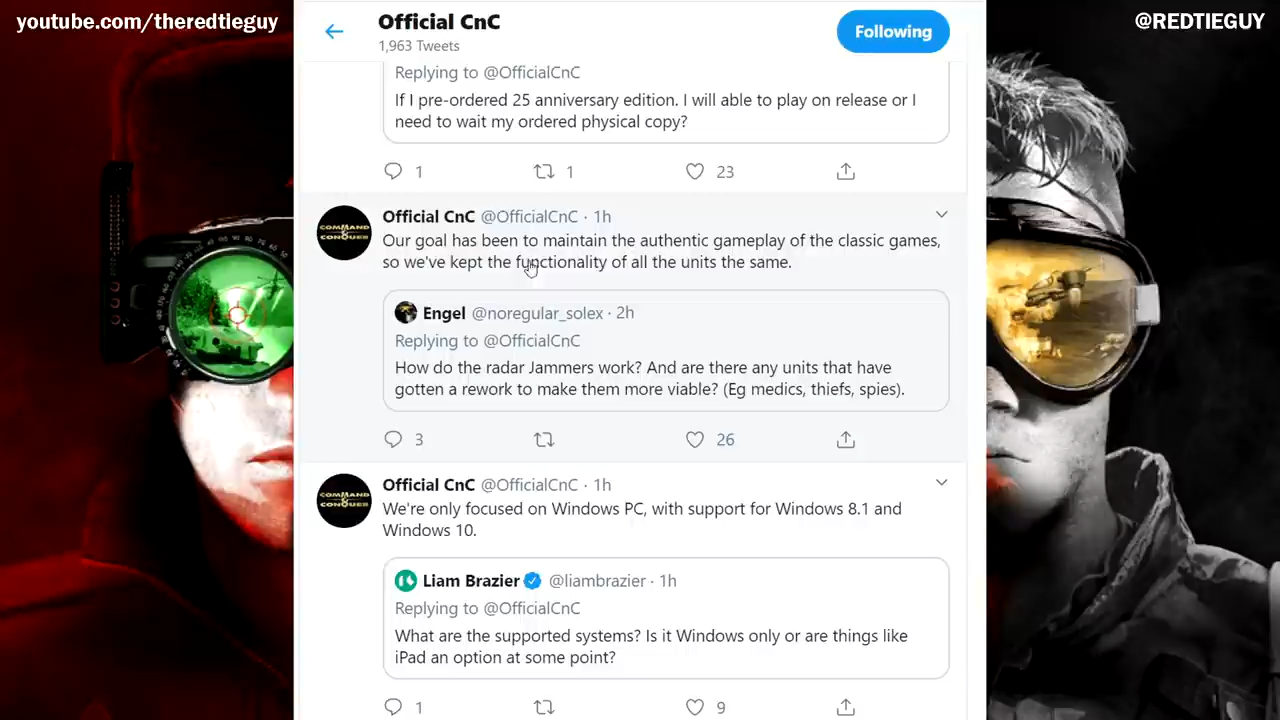 youtube.com/theredtieguy
@REDTIEGUY
Official CnC
1,963 Tweets
Following
Replying to @OfficialCnC
If I pre-ordered 25 anniversary edition. I will able to play on release or I
need to wait my ordered physical copy?
1
1
23
COMMAND & CONQUER
Official CnC @OfficialCnC · 1h
Our goal has been to maintain the authentic gameplay of the classic games,
so we've kept the functionality of all the units the same.
Engel @noregular_solex · 2h
Replying to @OfficialCnC
How do the radar Jammers work? And are there any units that have
gotten a rework to make them more viable? (Eg medics, thiefs, spies).
3
26
COMMAND & CONQUER
Official CnC @OfficialCnC · 1h
We're only focused on Windows PC, with support for Windows 8.1 and
Windows 10.
Liam Brazier @liambrazier · 1h
Replying to @OfficialCnC
What are the supported systems? Is it Windows only or are things like
iPad an option at some point?
1
9